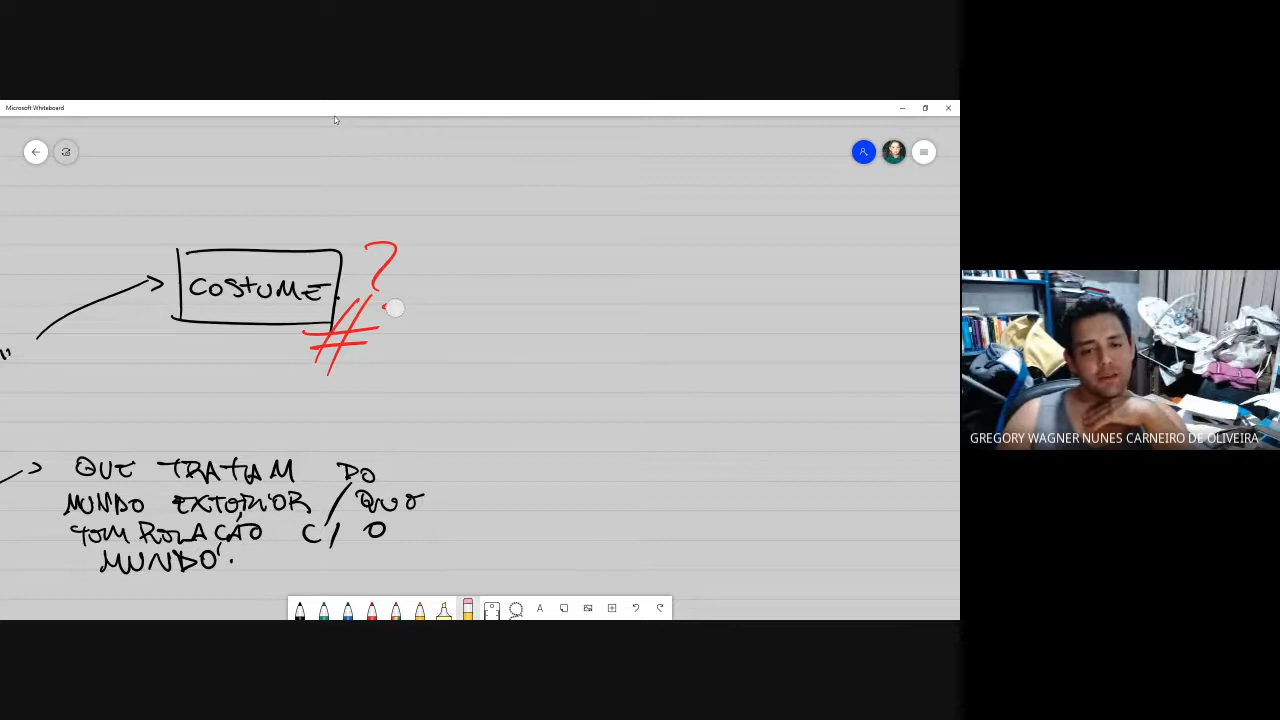 Microsoft Whiteboard
COSTUME
?
#
QUE TRATAM DO
MUNDO EXTERIOR / QUE
TEM RELAÇÃO C/ O
MUNDO.
A
GREGORY WAGNER NUNES CARNEIRO DE OLIVEIRA